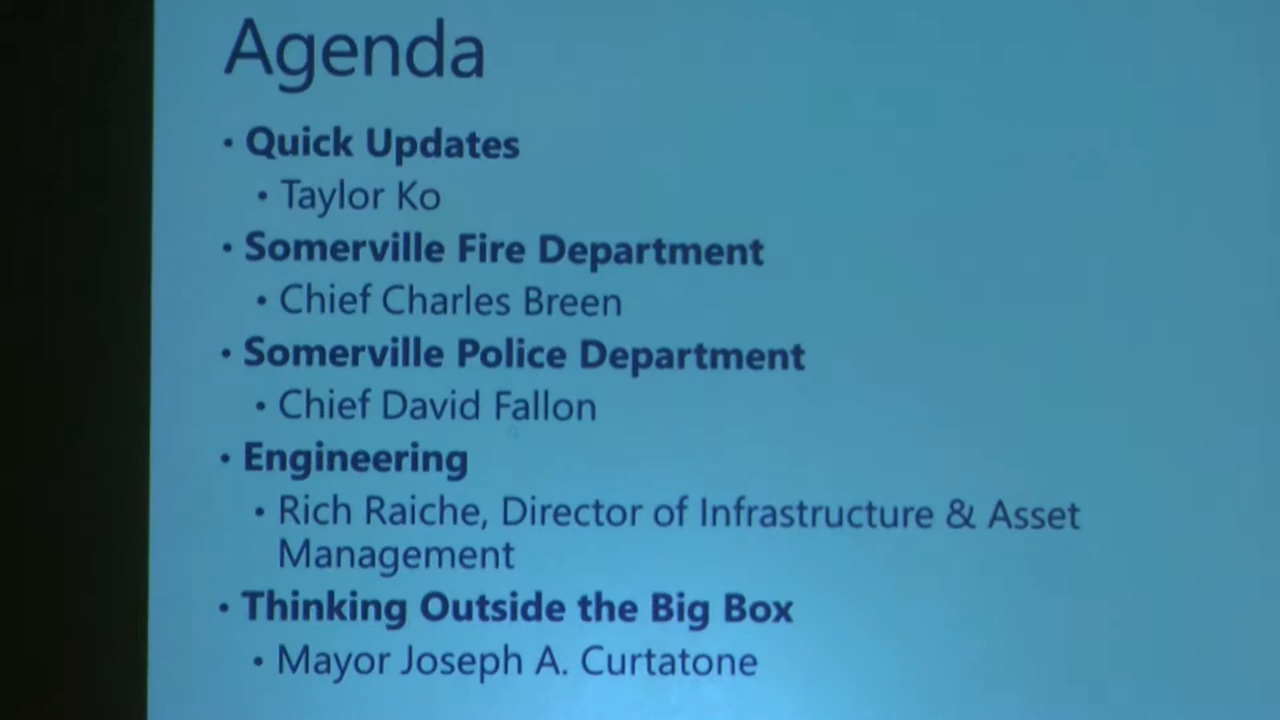 Agenda
• Quick Updates
• Taylor Ko
• Somerville Fire Department
• Chief Charles Breen
• Somerville Police Department
• Chief David Fallon
• Engineering
• Rich Raiche, Director of Infrastructure & Asset
Management
• Thinking Outside the Big Box
• Mayor Joseph A. Curtatone